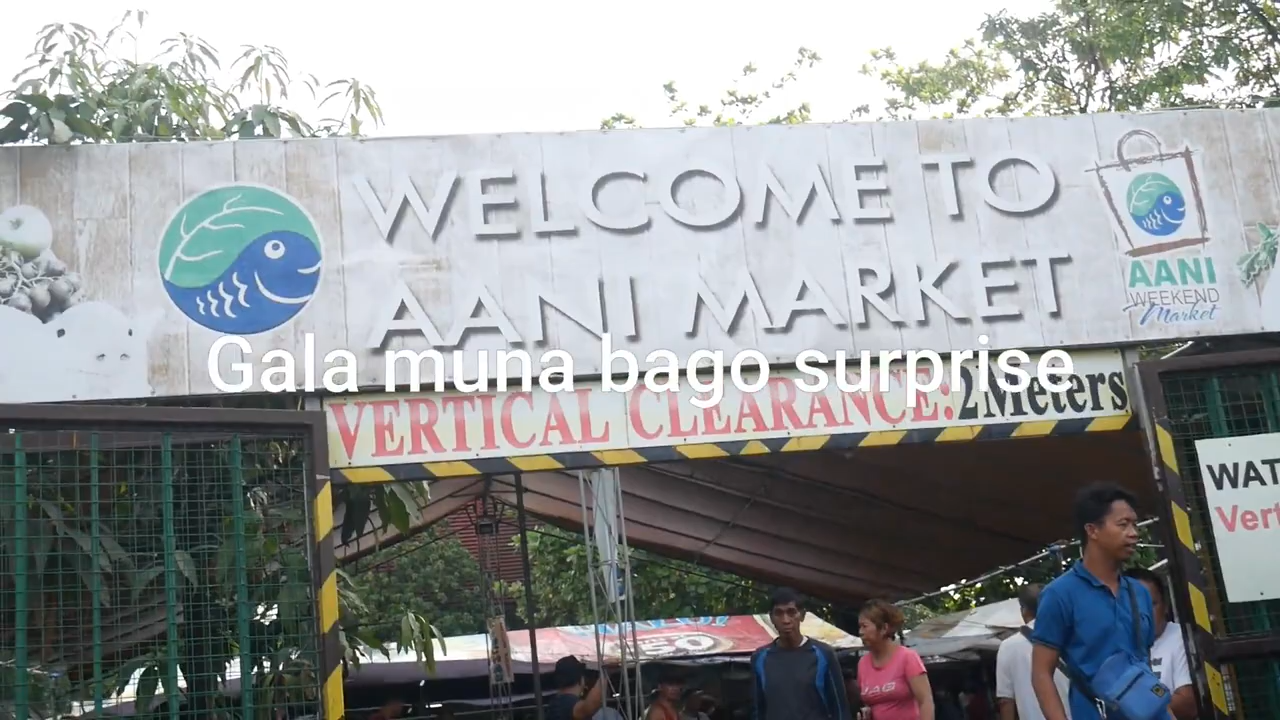 WELCOME TO
AANI MARKET
AANI
WEEKEND
Market
Gala muna bago surprise
VERTICAL CLEARANCE: 2Meters
WAT
Vert